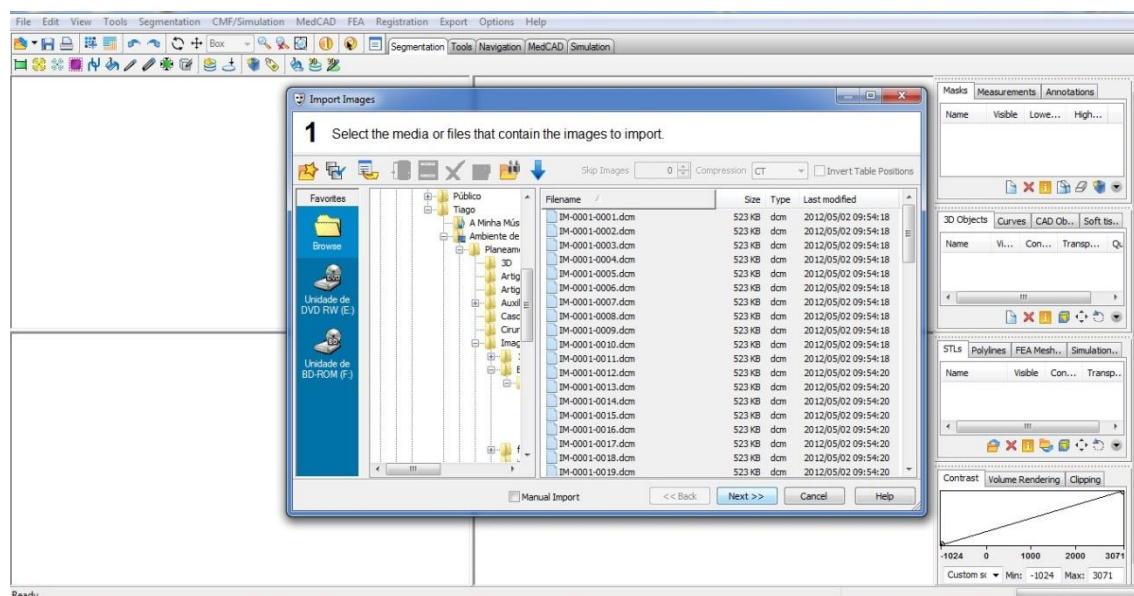 File Edit View Tools Segmentation CMF/Simulation MedCAD FEA Registration Export Options Help
Box Segmentation Tools Navigation MedCAD Simulation
Import Images
1 Select the media or files that contain the images to import.
Skip Images 0 Compression CT Invert Table Positions
Favorites
Browse
Unidade de
DVD RW (E:)
Unidade de
BD-ROM (F:)
Público
Tiago
A Minha Mús
Ambiente de
Planeam
3D
Artig
Artig
Auxil
Casc
Cirur
Imag
Filename Size Type Last modified
IM-0001-0001.dcm 523 KB dcm 2012/05/02 09:54:18
IM-0001-0002.dcm 523 KB dcm 2012/05/02 09:54:18
IM-0001-0003.dcm 523 KB dcm 2012/05/02 09:54:18
IM-0001-0004.dcm 523 KB dcm 2012/05/02 09:54:18
IM-0001-0005.dcm 523 KB dcm 2012/05/02 09:54:18
IM-0001-0006.dcm 523 KB dcm 2012/05/02 09:54:18
IM-0001-0007.dcm 523 KB dcm 2012/05/02 09:54:18
IM-0001-0008.dcm 523 KB dcm 2012/05/02 09:54:18
IM-0001-0009.dcm 523 KB dcm 2012/05/02 09:54:18
IM-0001-0010.dcm 523 KB dcm 2012/05/02 09:54:18
IM-0001-0011.dcm 523 KB dcm 2012/05/02 09:54:18
IM-0001-0012.dcm 523 KB dcm 2012/05/02 09:54:20
IM-0001-0013.dcm 523 KB dcm 2012/05/02 09:54:20
IM-0001-0014.dcm 523 KB dcm 2012/05/02 09:54:20
IM-0001-0015.dcm 523 KB dcm 2012/05/02 09:54:20
IM-0001-0016.dcm 523 KB dcm 2012/05/02 09:54:20
IM-0001-0017.dcm 523 KB dcm 2012/05/02 09:54:20
IM-0001-0018.dcm 523 KB dcm 2012/05/02 09:54:20
IM-0001-0019.dcm 523 KB dcm 2012/05/02 09:54:20
Manual Import << Back Next >> Cancel Help
Masks Measurements Annotations
Name Visible Lowe... High...
3D Objects Curves CAD Ob.. Soft tis..
Name Vi... Con... Transp... Qu
STLs Polylines FEA Mesh.. Simulation..
Name Visible Con... Transp..
Contrast Volume Rendering Clipping
-1024 0 1000 2000 3071
Custom sc Min: -1024 Max: 3071
Ready